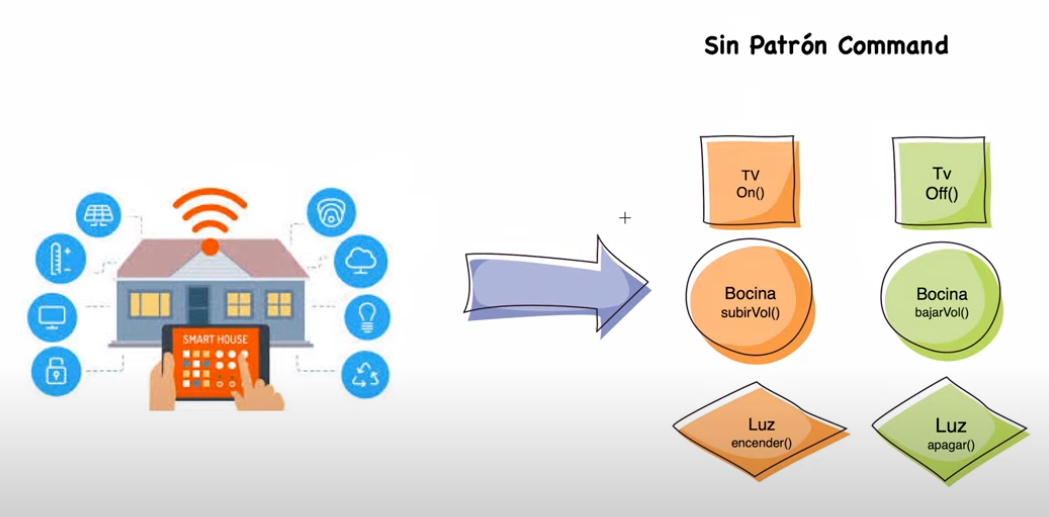 Sin Patrón Command
SMART HOUSE
TV
On()
Tv
Off()
Bocina
subirVol()
Bocina
bajarVol()
Luz
encender()
Luz
apagar()